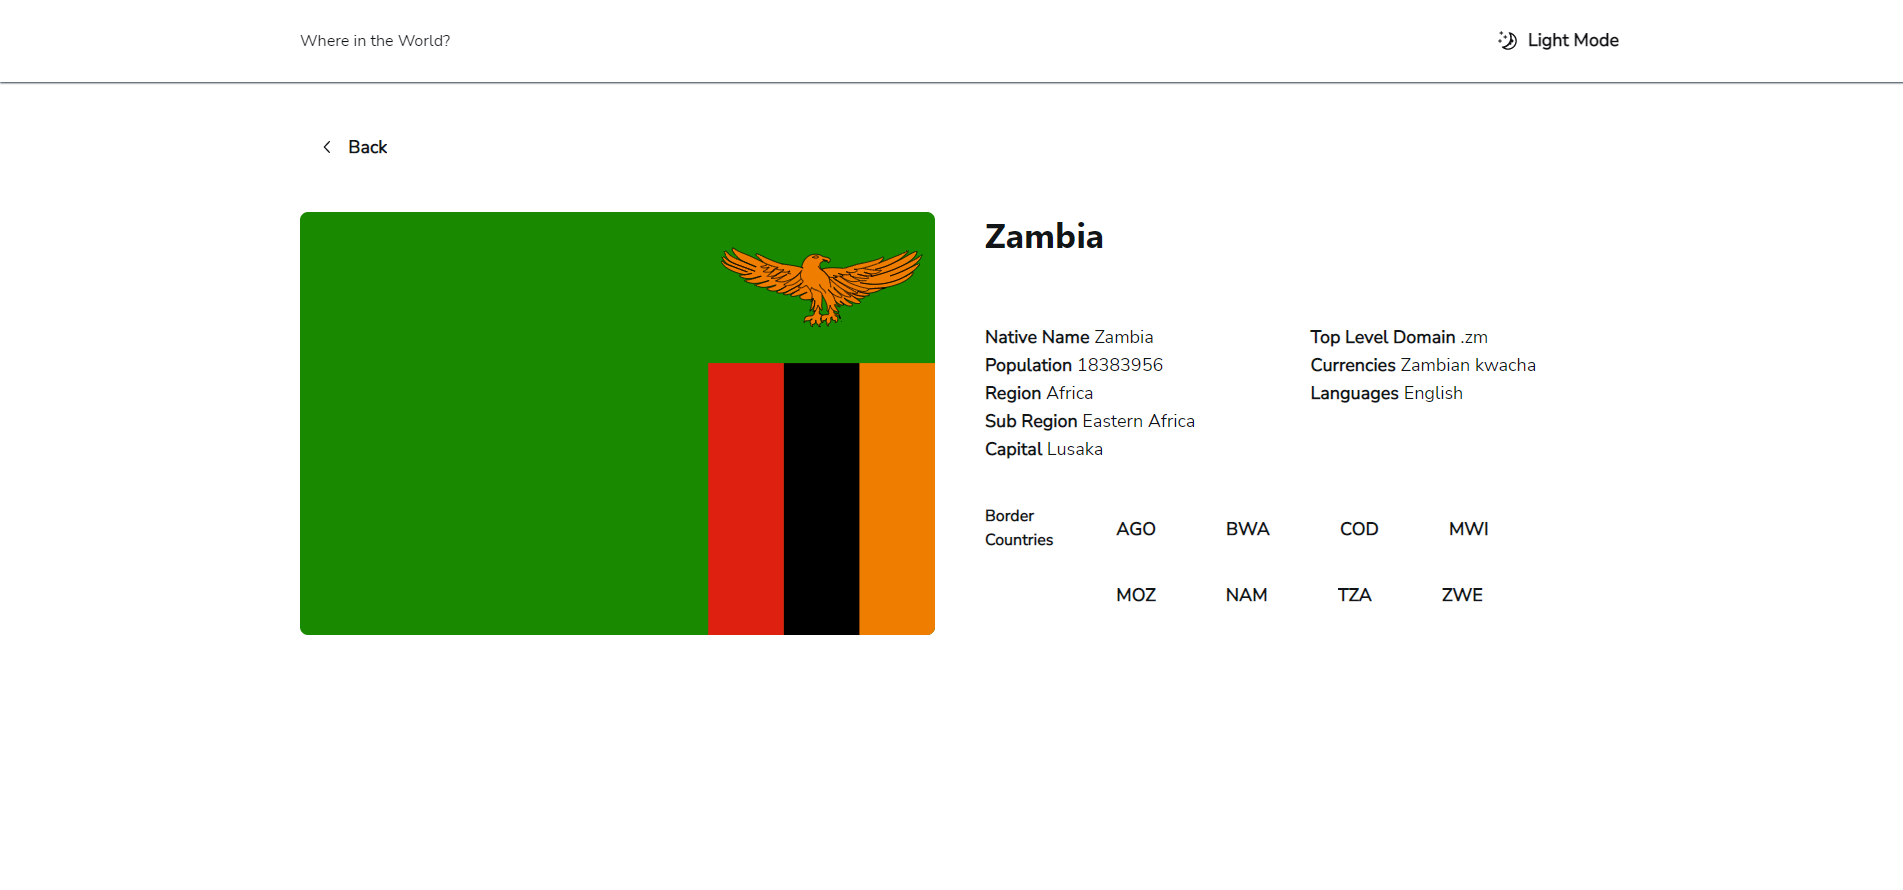 Where in the World?
Light Mode
Back
Zambia
Native Name Zambia
Population 18383956
Region Africa
Sub Region Eastern Africa
Capital Lusaka
Top Level Domain .zm
Currencies Zambian kwacha
Languages English
Border
Countries
AGO BWA COD MWI
MOZ NAM TZA ZWE